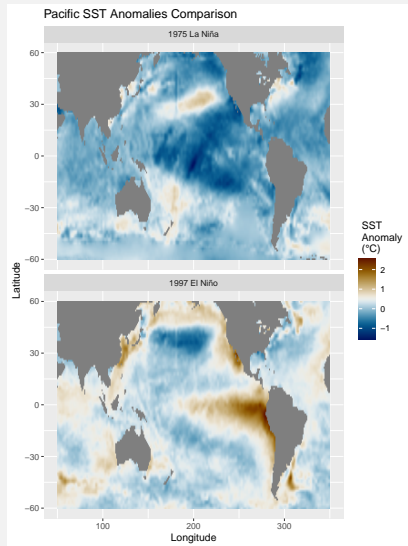 Pacific SST Anomalies Comparison
1975 La Niña
60
30
0
−30
−60
Latitude
1997 El Niño
60
30
0
−30
−60
100
200
300
Longitude
SST
Anomaly
(°C)
2
1
0
−1